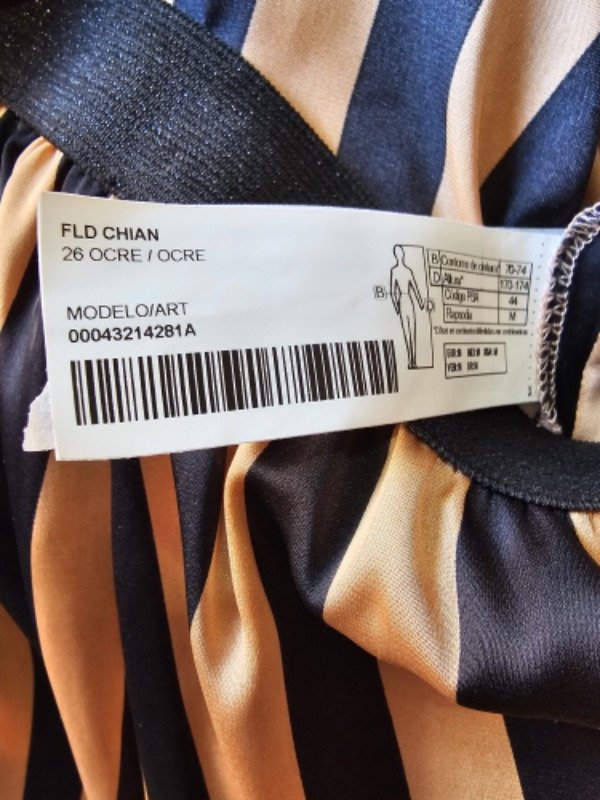 FLD CHIAN
26 OCRE / OCRE
MODELO/ART
00043214281A
(B) Contorno de cintura* 70-74
D Altura* 170-174
Código PSR 44
Rapsodia M
(B)